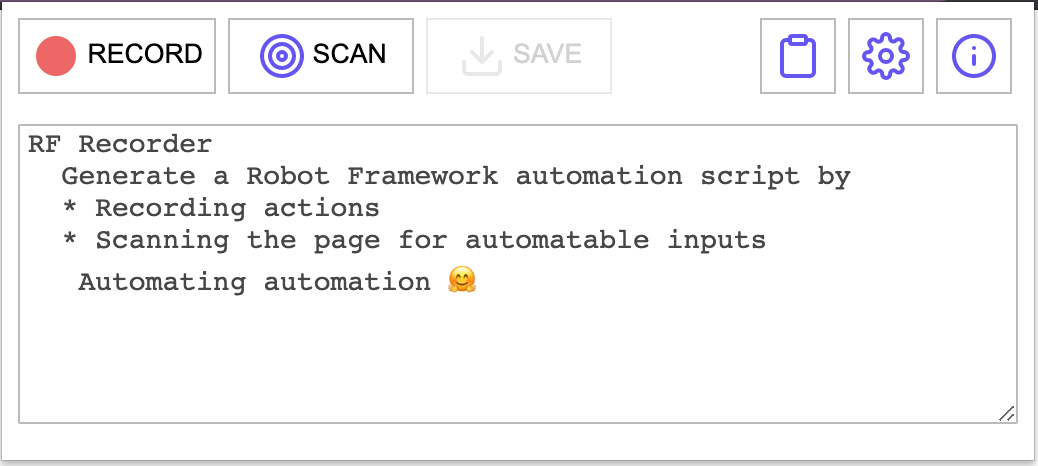 RECORD SCAN SAVE
RF Recorder
Generate a Robot Framework automation script by
* Recording actions
* Scanning the page for automatable inputs
Automating automation 🤗